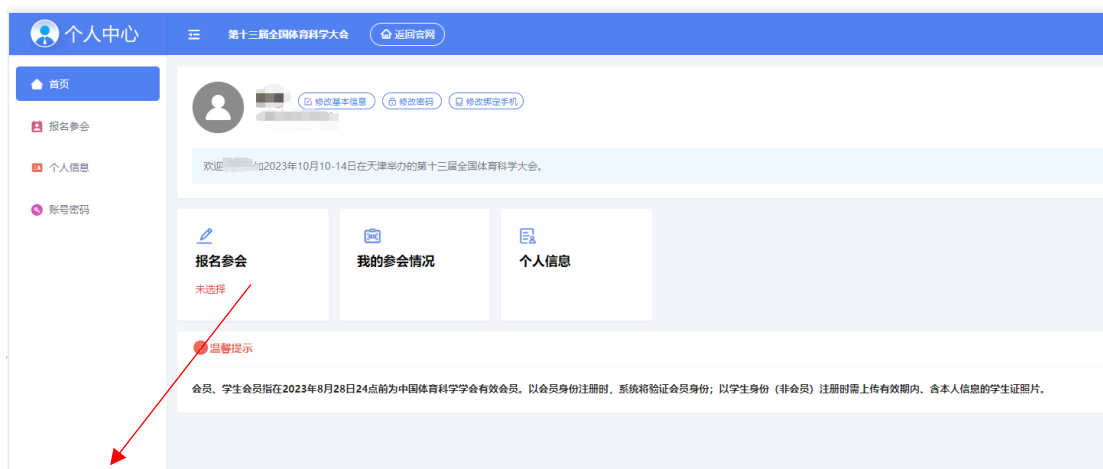 个人中心
第十三届全国体育科学大会
返回官网
首页
报名参会
个人信息
账号密码
修改基本信息
修改密码
修改绑定手机
欢迎 加2023年10月10-14日在天津举办的第十三届全国体育科学大会。
报名参会
未选择
我的参会情况
个人信息
温馨提示
会员、学生会员指在2023年8月28日24点前为中国体育科学学会有效会员。以会员身份注册时，系统将验证会员身份；以学生身份（非会员）注册时需上传有效期内、含本人信息的学生证照片。